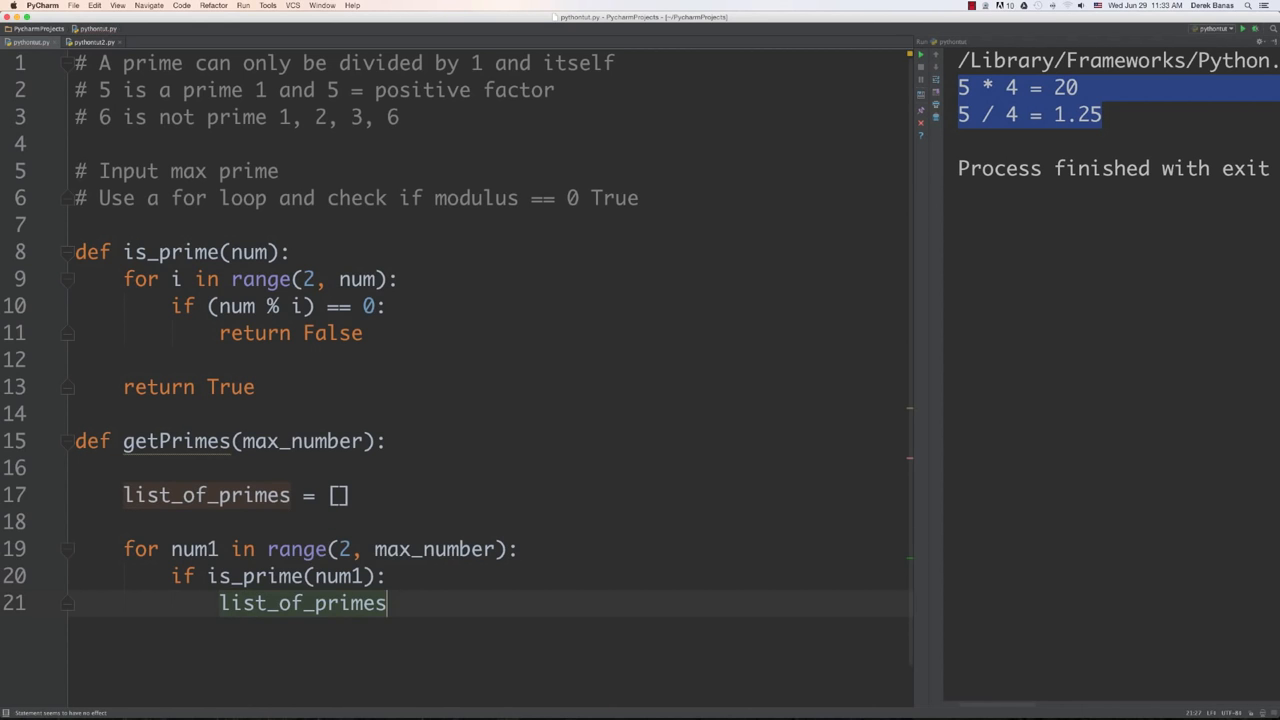 PyCharm File Edit View Navigate Code Refactor Run Tools VCS Window Help 10 Wed Jun 29 11:33 AM Derek Banas
pythontut.py - PycharmProjects - [~/PycharmProjects]
PycharmProjects pythontut.py pythontut
pythontut.py × pythontut2.py × Run pythontut
1 # A prime can only be divided by 1 and itself
2 # 5 is a prime 1 and 5 = positive factor
3 # 6 is not prime 1, 2, 3, 6
4
5 # Input max prime
6 # Use a for loop and check if modulus == 0 True
7
8 def is_prime(num):
9 for i in range(2, num):
10 if (num % i) == 0:
11 return False
12
13 return True
14
15 def getPrimes(max_number):
16
17 list_of_primes = []
18
19 for num1 in range(2, max_number):
20 if is_prime(num1):
21 list_of_primes
/Library/Frameworks/Python.
5 * 4 = 20
5 / 4 = 1.25
Process finished with exit
Statement seems to have no effect 21:27 LF÷ UTF-8÷